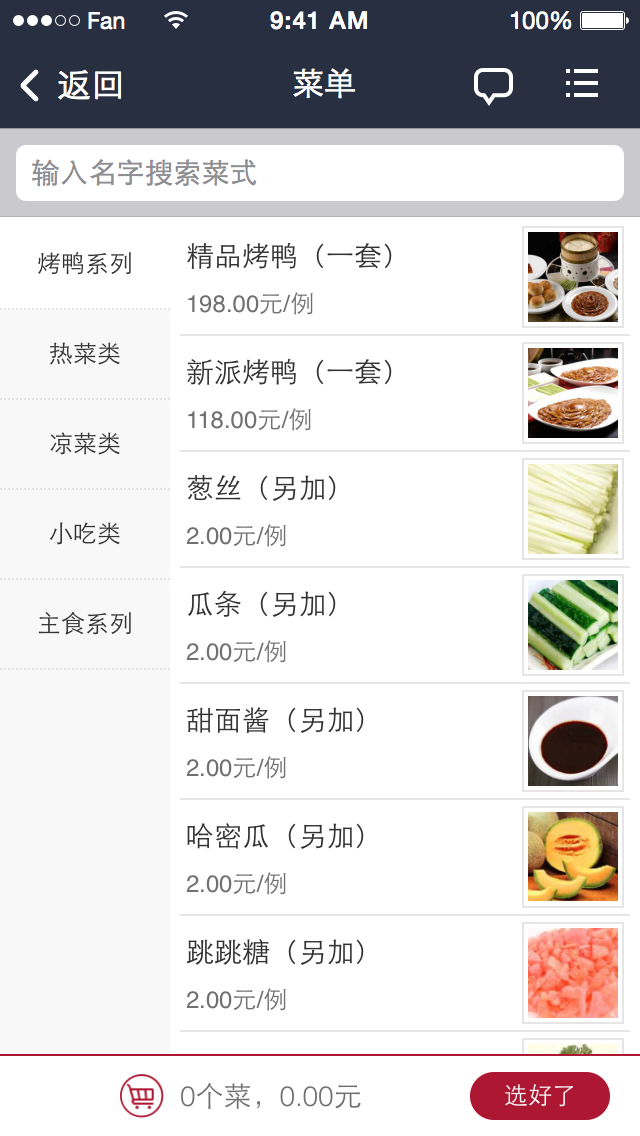 Fan 9:41 AM 100%
返回 菜单
输入名字搜索菜式
烤鸭系列
热菜类
凉菜类
小吃类
主食系列
精品烤鸭（一套）
198.00元/例
新派烤鸭（一套）
118.00元/例
葱丝（另加）
2.00元/例
瓜条（另加）
2.00元/例
甜面酱（另加）
2.00元/例
哈密瓜（另加）
2.00元/例
跳跳糖（另加）
2.00元/例
0个菜，0.00元 选好了